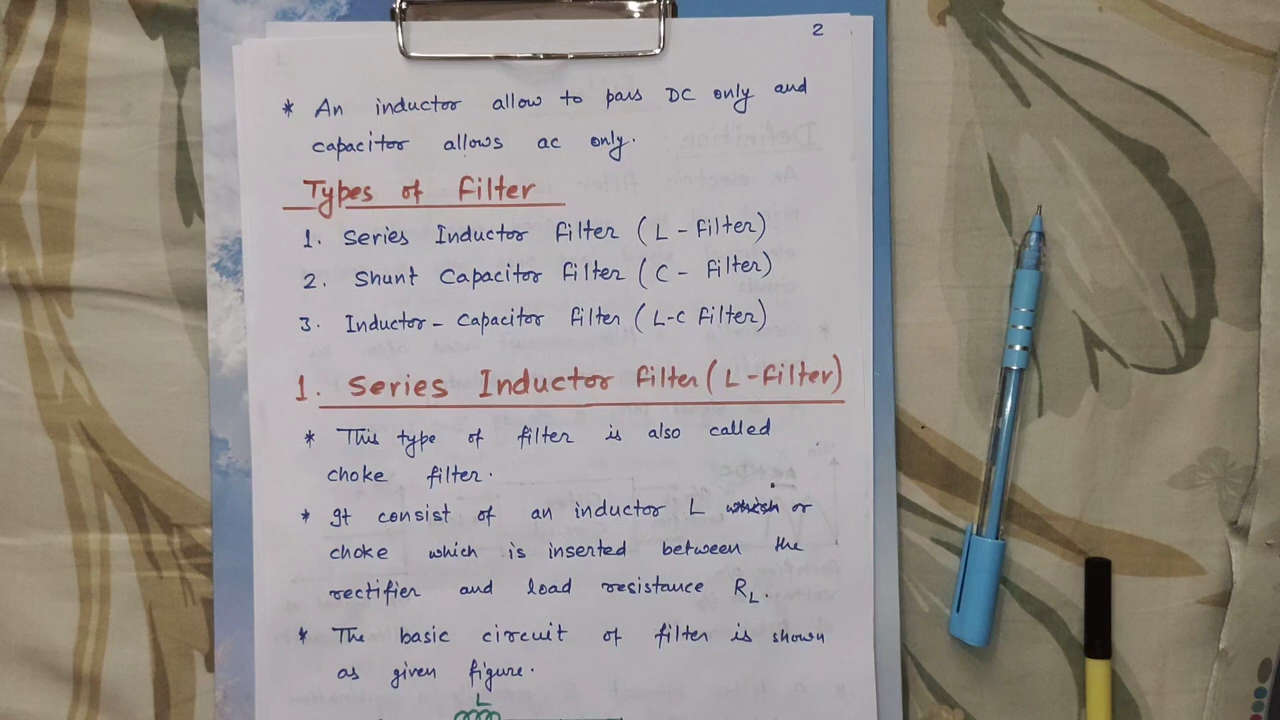 2
* An inductor allow to pass DC only and
capacitor allows ac only.
Types of Filter
1. Series Inductor filter (L - filter)
2. Shunt Capacitor filter (C - filter)
3. Inductor - Capacitor filter (L-C filter)
1. Series Inductor filter (L - filter)
* This type of filter is also called
choke filter.
* It consist of an inductor L which or
choke which is inserted between the
rectifier and load resistance RL.
* The basic circuit of filter is shown
as given figure.
L